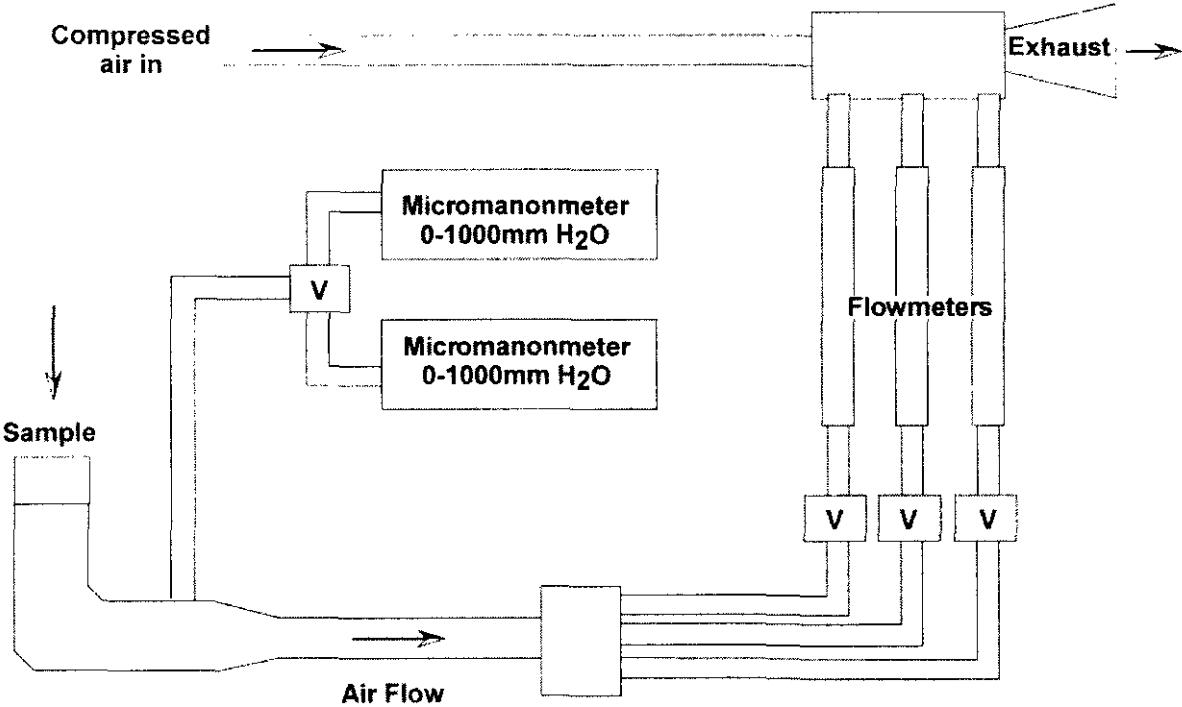 Compressed
air in
Exhaust
Micromanonmeter
0-1000mm H₂O
V
Micromanonmeter
0-1000mm H₂O
Flowmeters
Sample
V
V
V
Air Flow